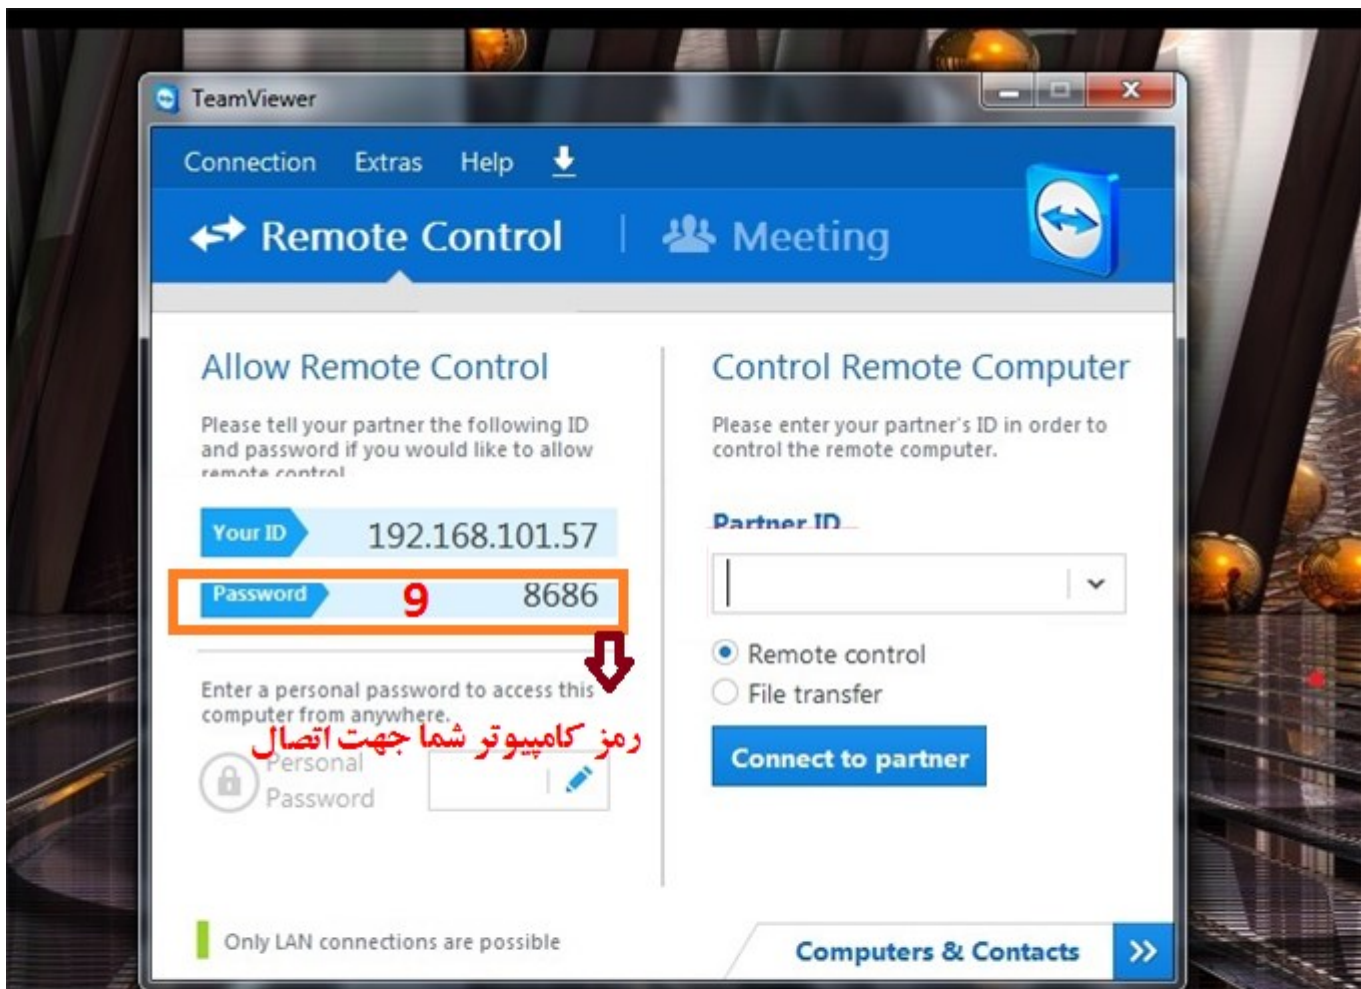 TeamViewer
Connection Extras Help
Remote Control Meeting
Allow Remote Control
Please tell your partner the following ID
and password if you would like to allow
remote control
Your ID 192.168.101.57
Password 9 8686
Enter a personal password to access this
computer from anywhere.
رمز کامپیوتر شما جهت اتصال
Personal
Password
Only LAN connections are possible
Control Remote Computer
Please enter your partner's ID in order to
control the remote computer.
Partner ID
Remote control
File transfer
Connect to partner
Computers & Contacts